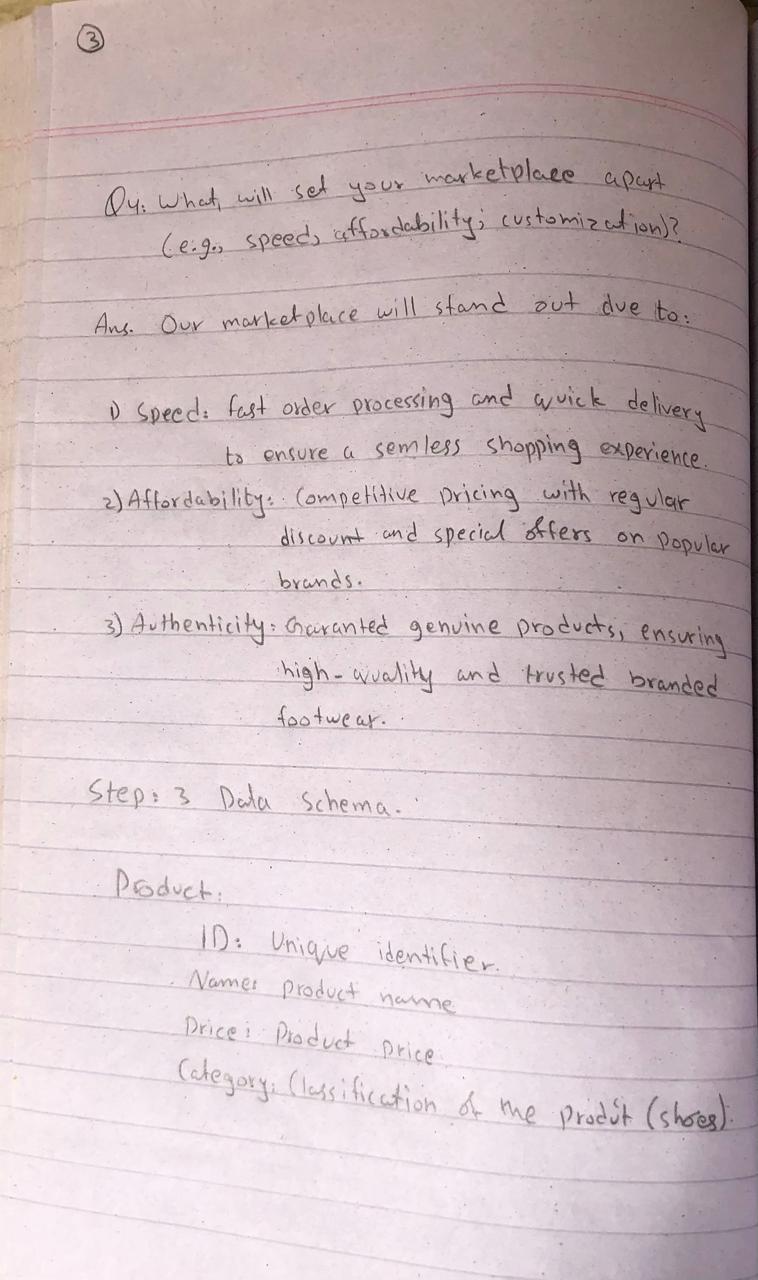 3
Q4: What will set your marketplace apart
(e.g., speed, affordability, customization)?
Ans. Our marketplace will stand out due to:
1) Speed: fast order processing and quick delivery
to ensure a semless shopping experience.
2) Affordability: Competitive pricing with regular
discount and special offers on popular
brands.
3) Authenticity: Garanted genuine products, ensuring
high-quality and trusted branded
footwear.
Step: 3 Data Schema.
Product:
ID: Unique identifier.
Name: product name
Price: Product price
Category: Classification of the produt (shoes).